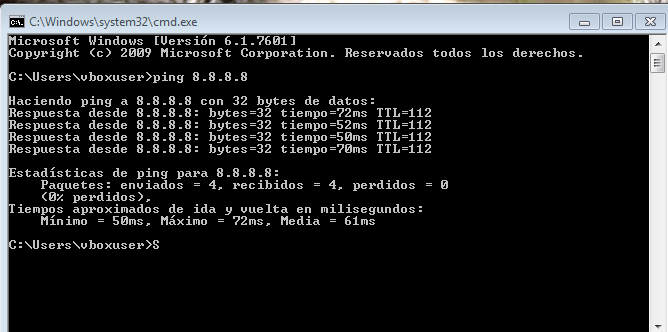 C:\Windows\system32\cmd.exe
Microsoft Windows [Versión 6.1.7601]
Copyright (c) 2009 Microsoft Corporation. Reservados todos los derechos.
C:\Users\vboxuser>ping 8.8.8.8
Haciendo ping a 8.8.8.8 con 32 bytes de datos:
Respuesta desde 8.8.8.8: bytes=32 tiempo=72ms TTL=112
Respuesta desde 8.8.8.8: bytes=32 tiempo=52ms TTL=112
Respuesta desde 8.8.8.8: bytes=32 tiempo=50ms TTL=112
Respuesta desde 8.8.8.8: bytes=32 tiempo=70ms TTL=112
Estadísticas de ping para 8.8.8.8:
    Paquetes: enviados = 4, recibidos = 4, perdidos = 0
    (0% perdidos),
Tiempos aproximados de ida y vuelta en milisegundos:
    Mínimo = 50ms, Máximo = 72ms, Media = 61ms
C:\Users\vboxuser>S